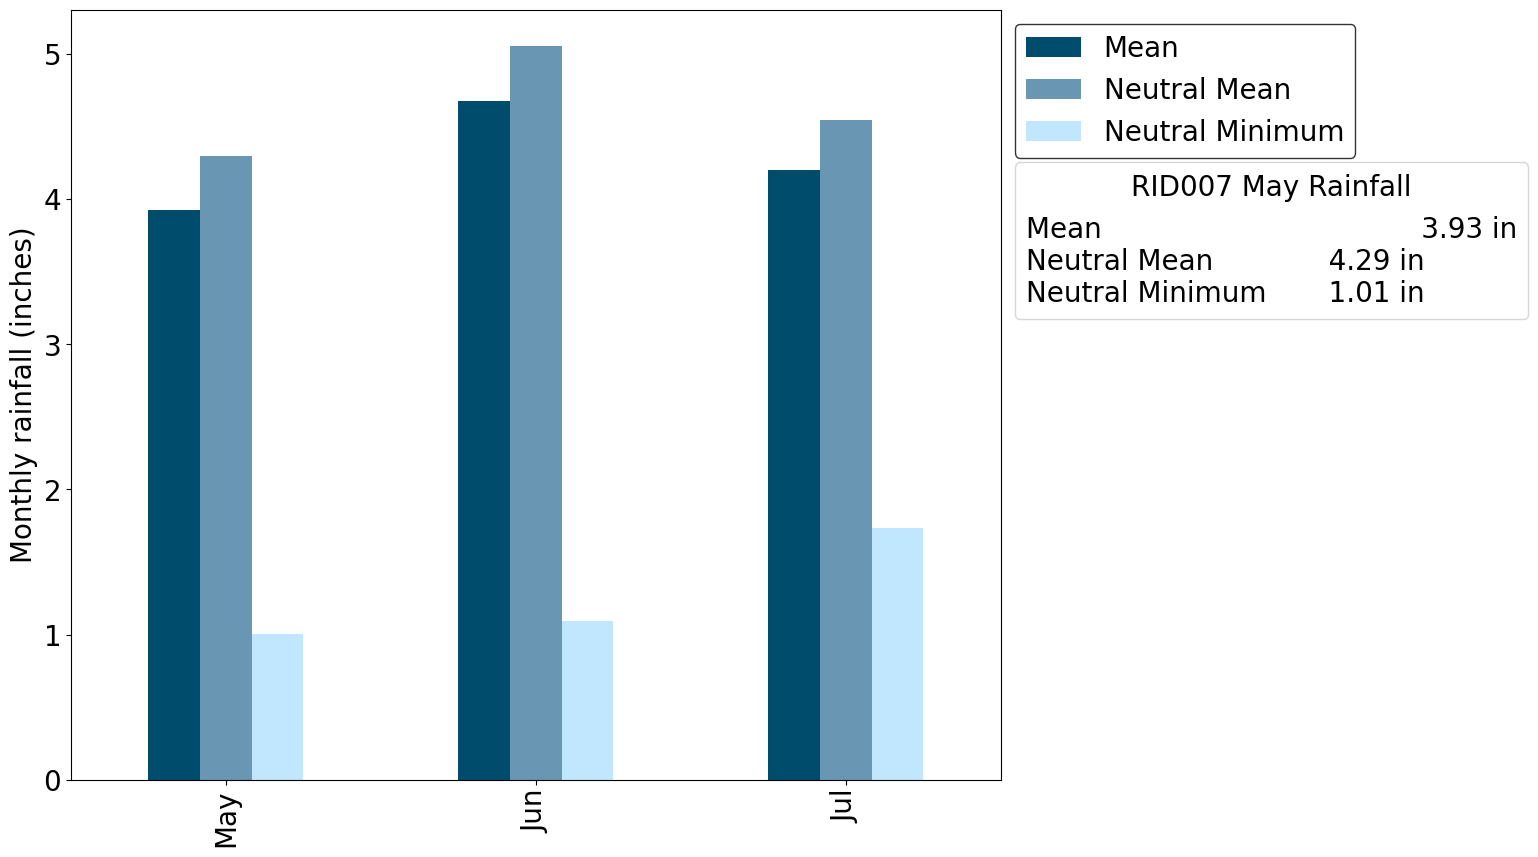 Monthly rainfall (inches)
5
4
3
2
1
0
May
Jun
Jul
Mean
Neutral Mean
Neutral Minimum
RID007 May Rainfall
Mean 3.93 in
Neutral Mean 4.29 in
Neutral Minimum 1.01 in